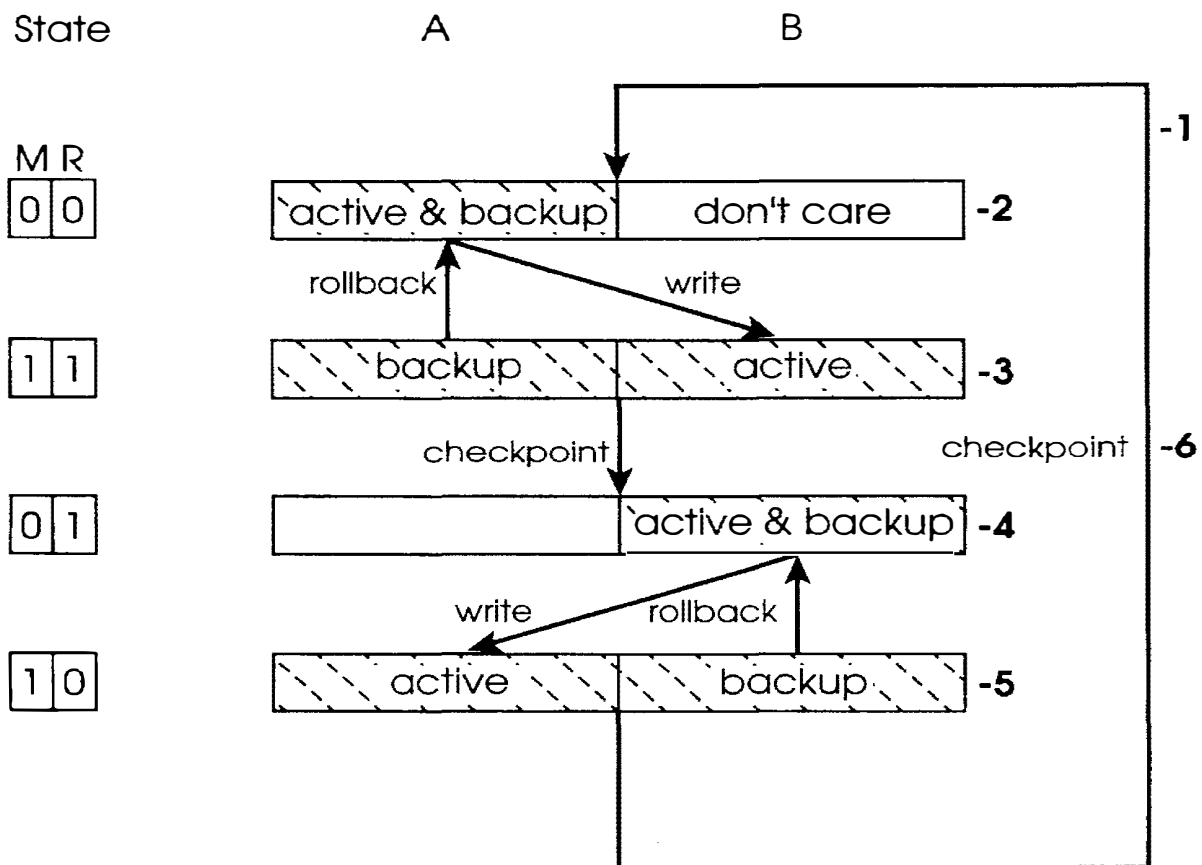 State A B
-1
M R
0 0 active & backup don't care -2
rollback write
1 1 backup active -3
checkpoint checkpoint -6
0 1 active & backup -4
write rollback
1 0 active backup -5